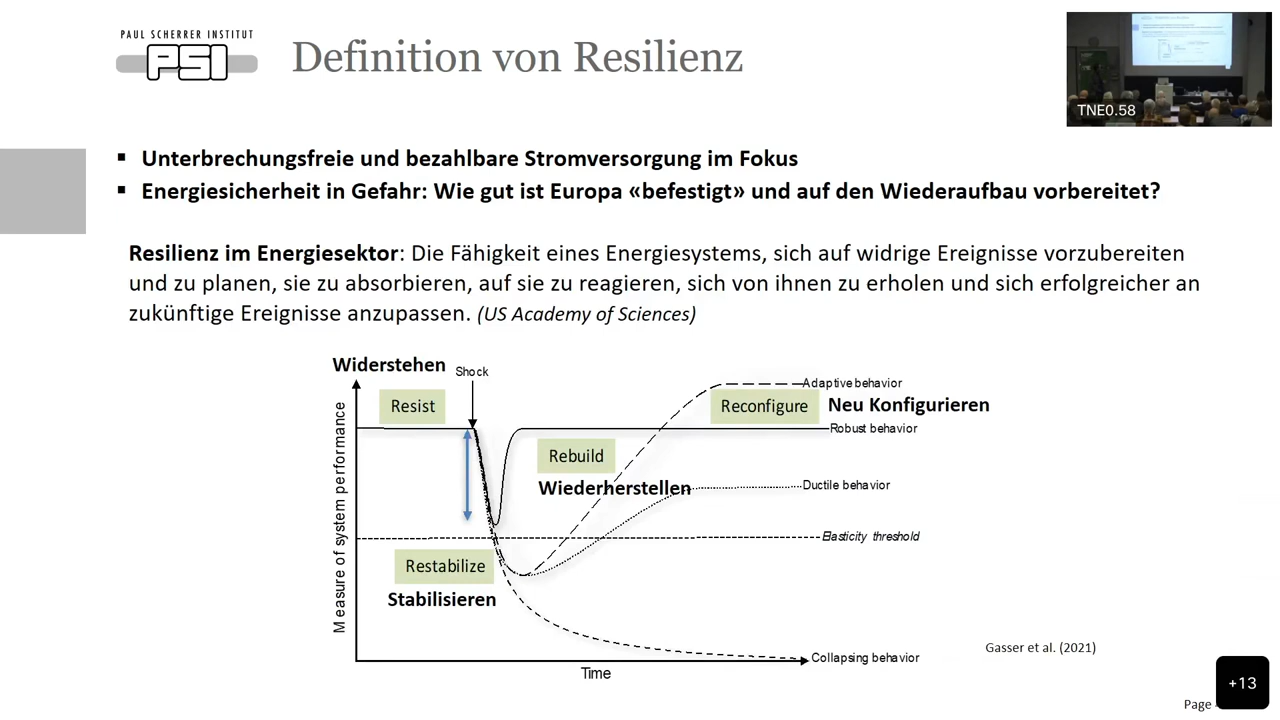 PAUL SCHERRER INSTITUT
PSI
Definition von Resilienz
TNE0.58
▪ Unterbrechungsfreie und bezahlbare Stromversorgung im Fokus
▪ Energiesicherheit in Gefahr: Wie gut ist Europa «befestigt» und auf den Wiederaufbau vorbereitet?
Resilienz im Energiesektor: Die Fähigkeit eines Energiesystems, sich auf widrige Ereignisse vorzubereiten
und zu planen, sie zu absorbieren, auf sie zu reagieren, sich von ihnen zu erholen und sich erfolgreicher an
zukünftige Ereignisse anzupassen. (US Academy of Sciences)
Widerstehen
Shock
Adaptive behavior
Resist
Reconfigure
Neu Konfigurieren
Robust behavior
Rebuild
Wiederherstellen
Ductile behavior
Elasticity threshold
Restabilize
Stabilisieren
Measure of system performance
Collapsing behavior
Time
Gasser et al. (2021)
+13
Page